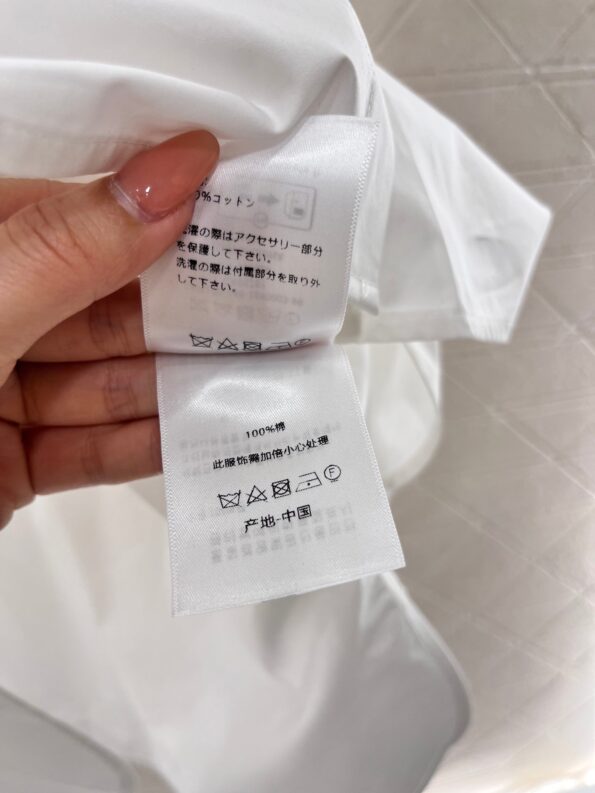 0%コットン
洗濯の際はアクセサリー部分
を保護して下さい。
洗濯の際は付属部分を取り外
して下さい。
100%棉
此服饰需加倍小心处理
F
产地-中国